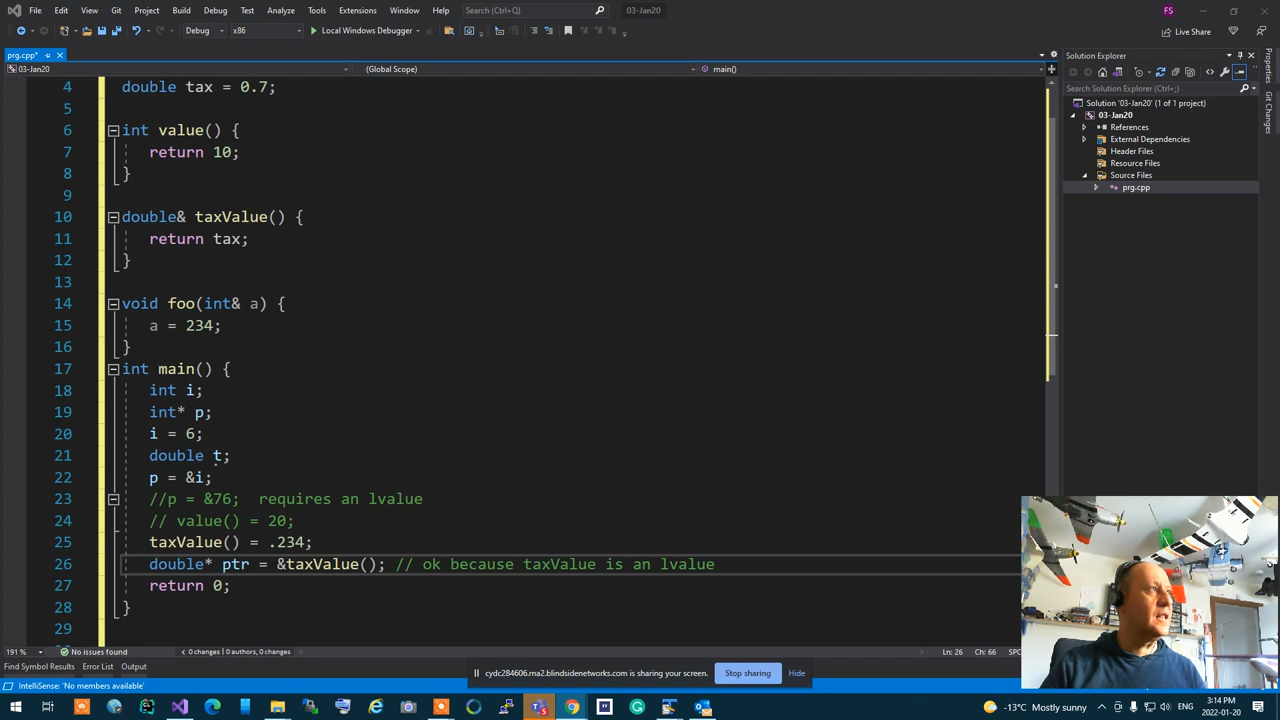 File Edit View Git Project Build Debug Test Analyze Tools Extensions Window Help Search (Ctrl+Q) 03-Jan20 FS
Debug x86 Local Windows Debugger Live Share
prg.cpp* Solution Explorer
03-Jan20 (Global Scope) main()
Search Solution Explorer (Ctrl+;)
Solution '03-Jan20' (1 of 1 project)
03-Jan20
References
External Dependencies
Header Files
Resource Files
Source Files
prg.cpp
Properties
Git Changes
4 double tax = 0.7;
5
6 int value() {
7 return 10;
8 }
9
10 double& taxValue() {
11 return tax;
12 }
13
14 void foo(int& a) {
15 a = 234;
16 }
17 int main() {
18 int i;
19 int* p;
20 i = 6;
21 double t;
22 p = &i;
23 //p = &76;  requires an lvalue
24 // value() = 20;
25 taxValue() = .234;
26 double* ptr = &taxValue(); // ok because taxValue is an lvalue
27 return 0;
28 }
29
191 % No issues found 0 changes | 0 authors, 0 changes Ln: 26 Ch: 66 SPC
Find Symbol Results Error List Output
cydc284606.ma2.blindsidenetworks.com is sharing your screen. Stop sharing Hide
IntelliSense: 'No members available'
-13°C Mostly sunny ENG 3:14 PM
2022-01-20